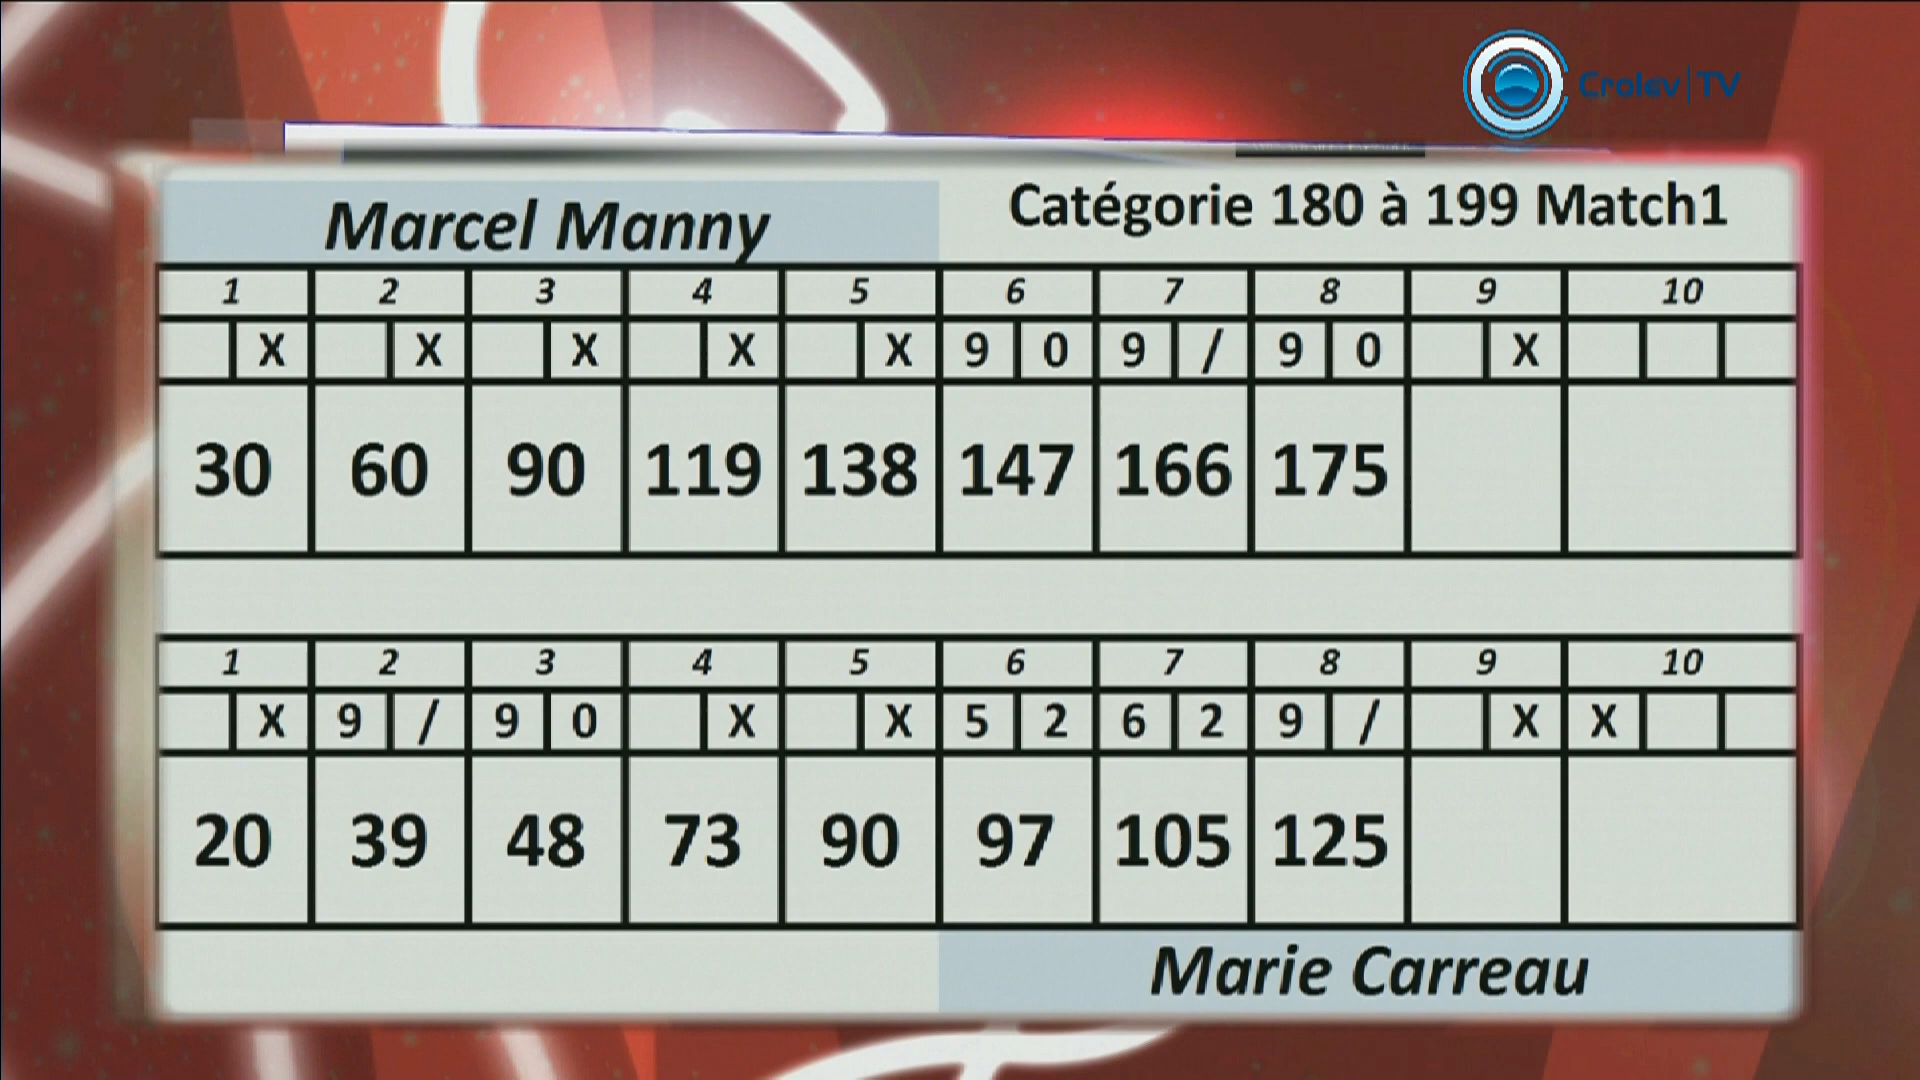 Crolev|TV
Marcel Manny
Catégorie 180 à 199 Match1
1 2 3 4 5 6 7 8 9 10
X X X X X 9 0 9 / 9 0 X
30 60 90 119 138 147 166 175
1 2 3 4 5 6 7 8 9 10
X 9 / 9 0 X X 5 2 6 2 9 / X X
20 39 48 73 90 97 105 125
Marie Carreau